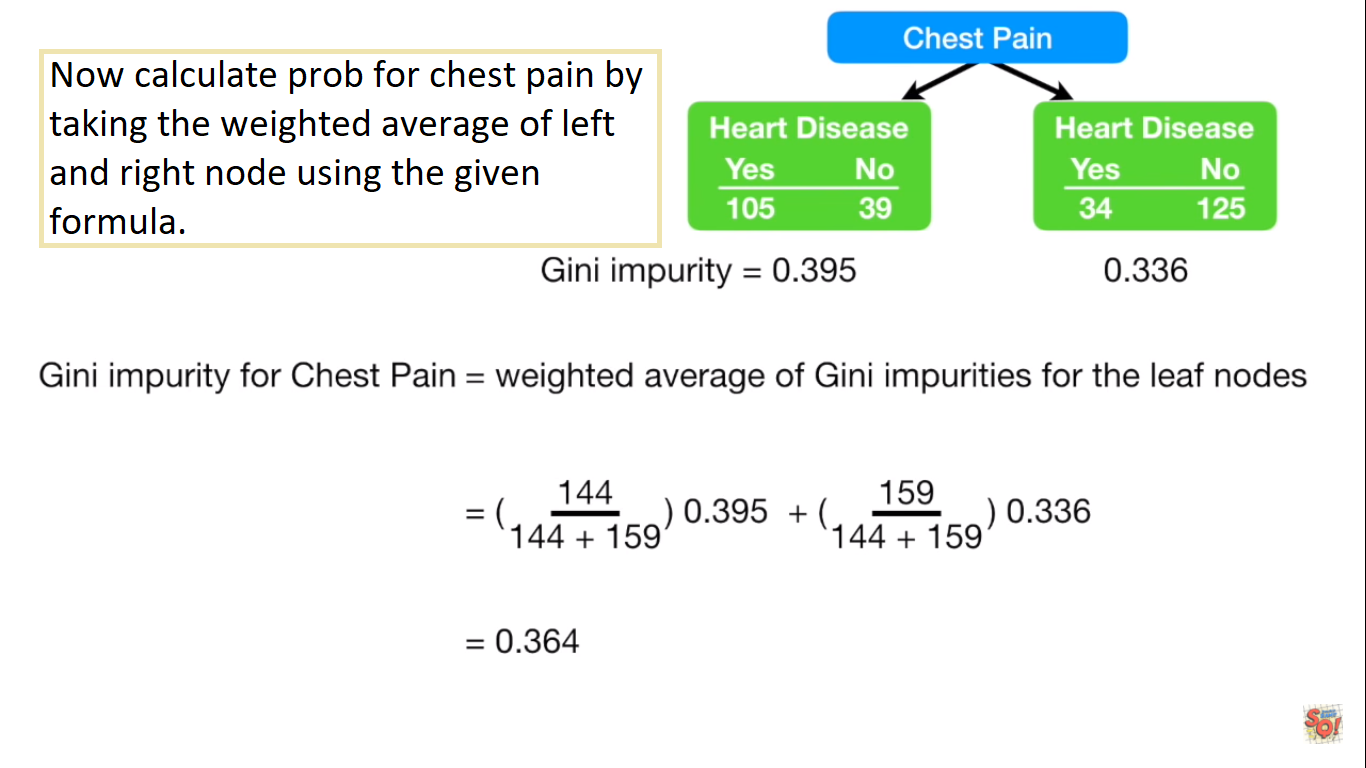 Chest Pain
Now calculate prob for chest pain by
taking the weighted average of left
and right node using the given
formula.
Heart Disease
Yes No
105 39
Heart Disease
Yes No
34 125
Gini impurity = 0.395
0.336
Gini impurity for Chest Pain = weighted average of Gini impurities for the leaf nodes
= ( 144 / 144 + 159 ) 0.395 + ( 159 / 144 + 159 ) 0.336
= 0.364
SQ!